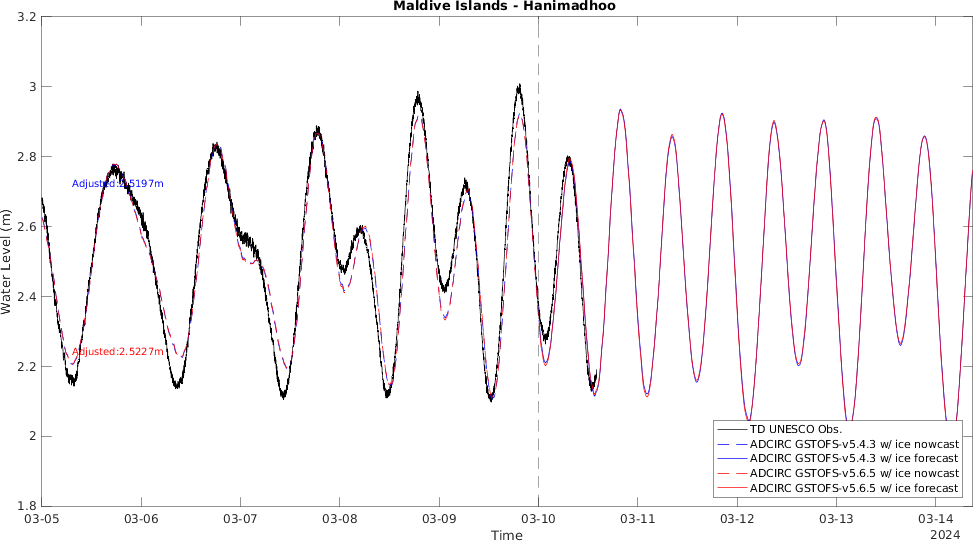 Maldive Islands - Hanimadhoo
Water Level (m)
3.2
3
2.8
2.6
2.4
2.2
2
1.8
Adjusted:2.5197m
Adjusted:2.5227m
TD UNESCO Obs.
ADCIRC GSTOFS-v5.4.3 w/ ice nowcast
ADCIRC GSTOFS-v5.4.3 w/ ice forecast
ADCIRC GSTOFS-v5.6.5 w/ ice nowcast
ADCIRC GSTOFS-v5.6.5 w/ ice forecast
03-05 03-06 03-07 03-08 03-09 03-10 03-11 03-12 03-13 03-14
2024
Time